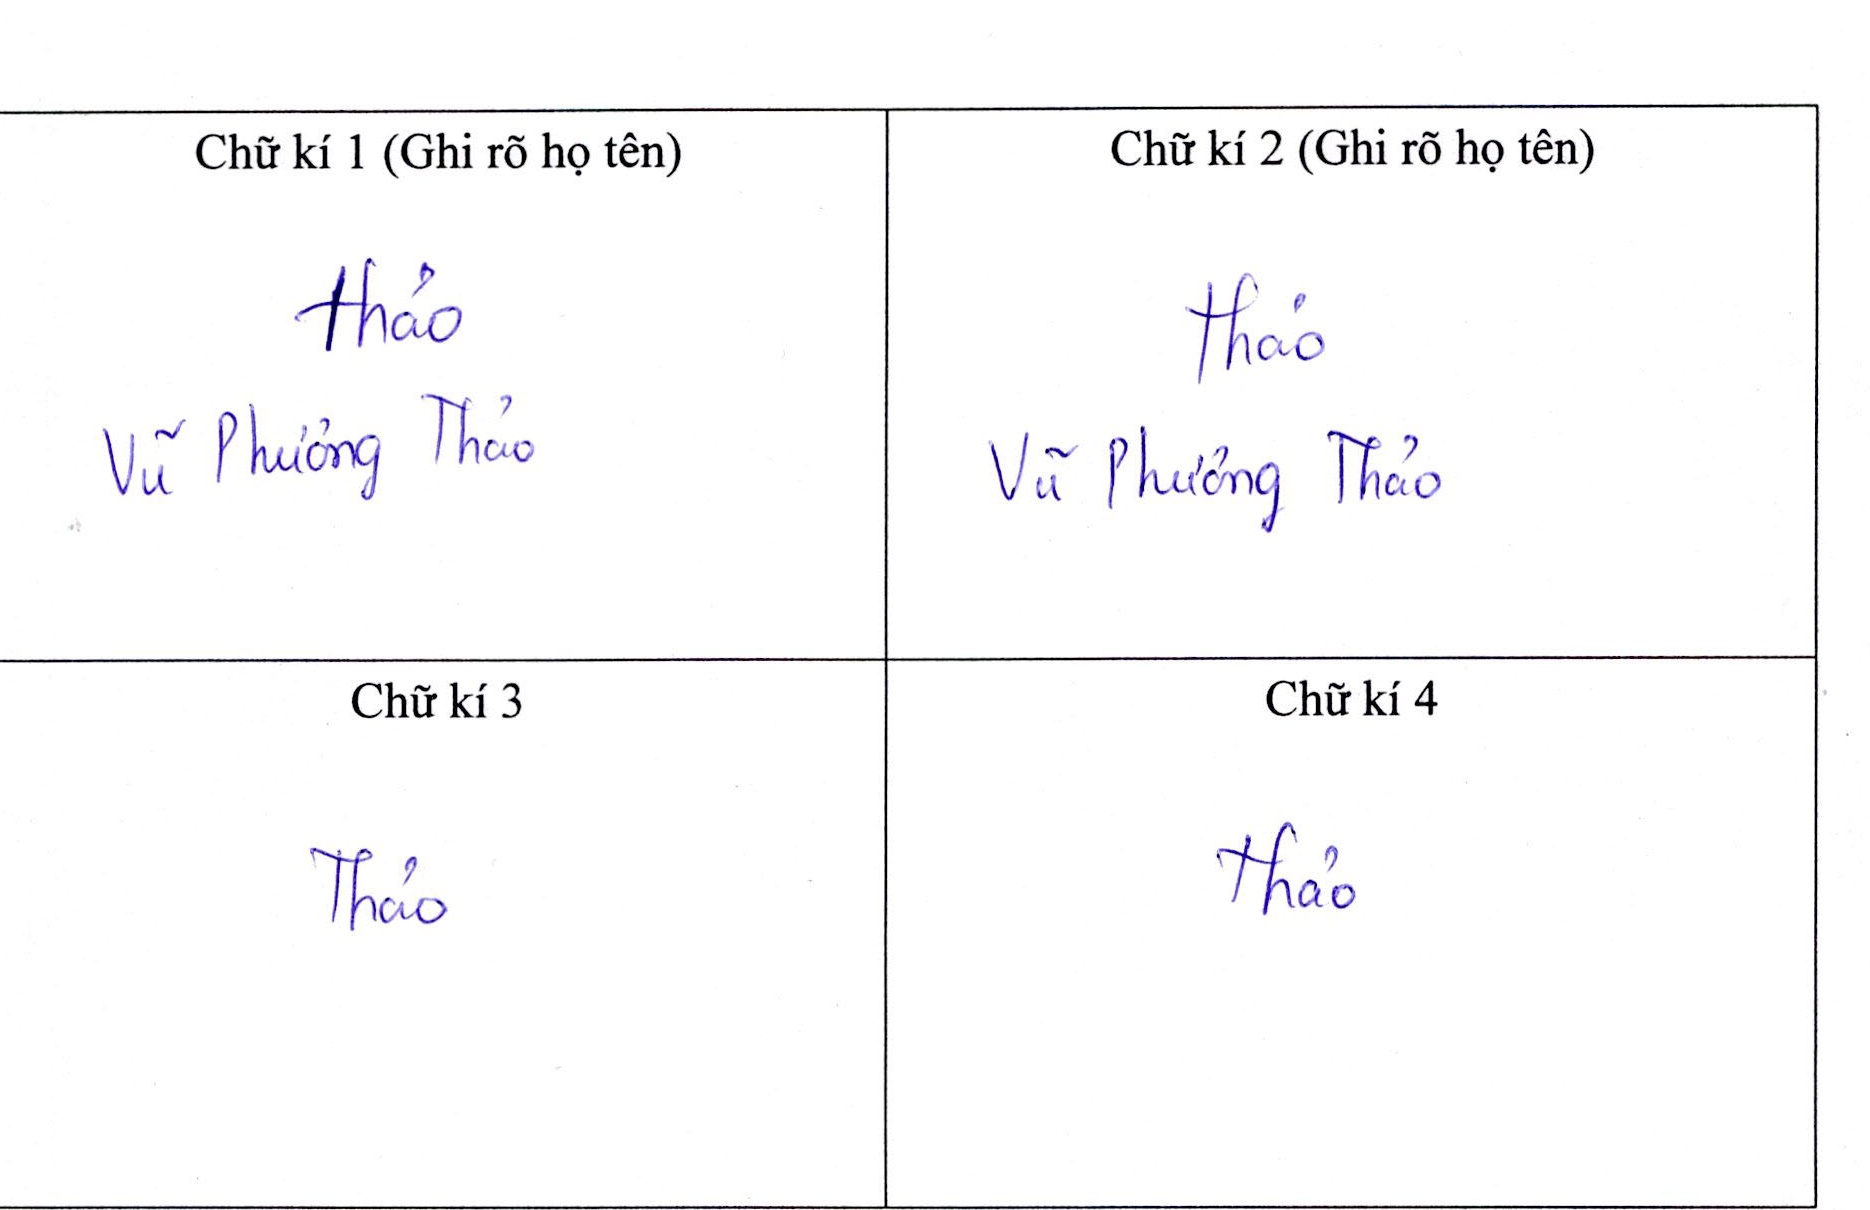 Chữ kí 1 (Ghi rõ họ tên)
Thảo
Vũ Phương Thảo
Chữ kí 2 (Ghi rõ họ tên)
Thảo
Vũ Phương Thảo
Chữ kí 3
Thảo
Chữ kí 4
Thảo